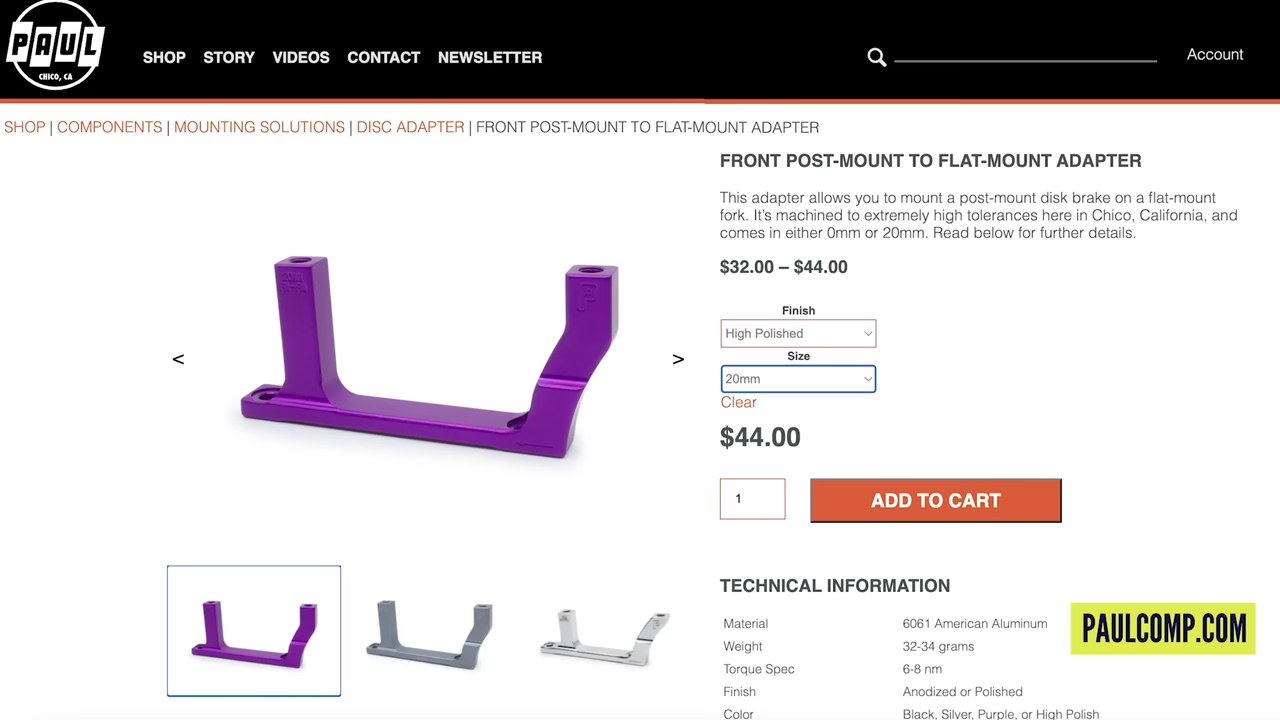 PAUL
CHICO, CA
SHOP STORY VIDEOS CONTACT NEWSLETTER
Account
SHOP | COMPONENTS | MOUNTING SOLUTIONS | DISC ADAPTER | FRONT POST-MOUNT TO FLAT-MOUNT ADAPTER
FRONT POST-MOUNT TO FLAT-MOUNT ADAPTER
This adapter allows you to mount a post-mount disk brake on a flat-mount
fork. It's machined to extremely high tolerances here in Chico, California, and
comes in either 0mm or 20mm. Read below for further details.
$32.00 – $44.00
Finish
High Polished
Size
20mm
Clear
$44.00
1
ADD TO CART
< >
TECHNICAL INFORMATION
Material 6061 American Aluminum
Weight 32-34 grams
Torque Spec 6-8 nm
Finish Anodized or Polished
Color Black, Silver, Purple, or High Polish
PAULCOMP.COM